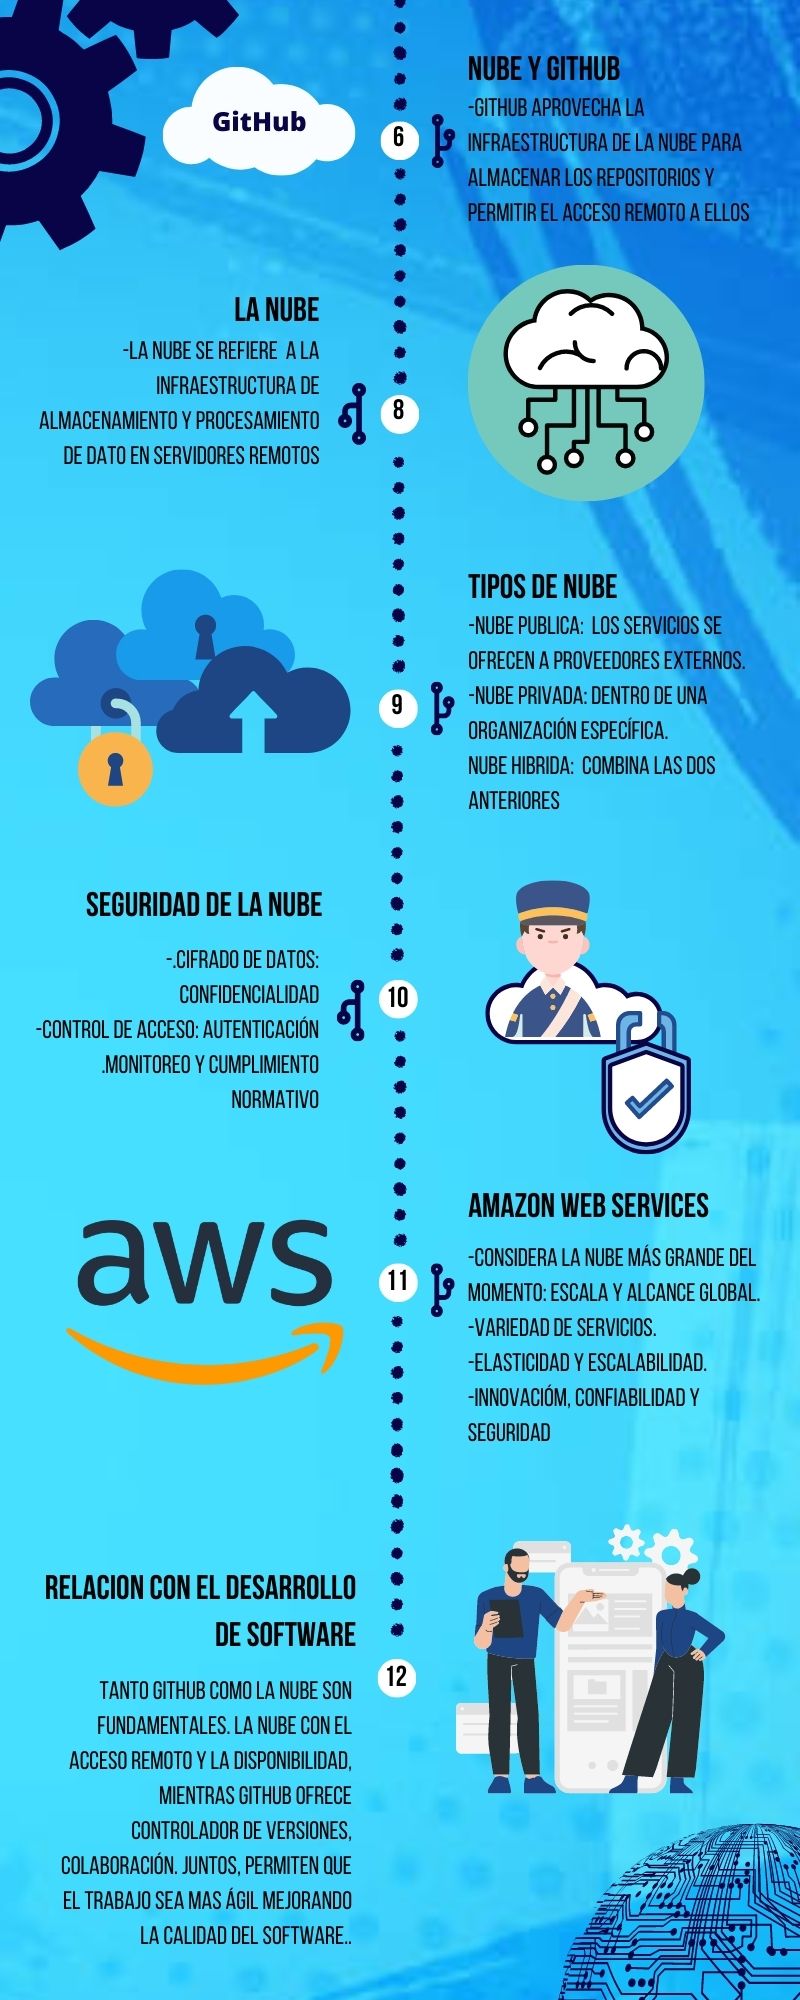 GitHub
6
NUBE Y GITHUB
-GITHUB APROVECHA LA
INFRAESTRUCTURA DE LA NUBE PARA
ALMACENAR LOS REPOSITORIOS Y
PERMITIR EL ACCESO REMOTO A ELLOS
LA NUBE
-LA NUBE SE REFIERE A LA
INFRAESTRUCTURA DE
ALMACENAMIENTO Y PROCESAMIENTO
DE DATO EN SERVIDORES REMOTOS
8
TIPOS DE NUBE
-NUBE PUBLICA: LOS SERVICIOS SE
OFRECEN A PROVEEDORES EXTERNOS.
-NUBE PRIVADA: DENTRO DE UNA
ORGANIZACIÓN ESPECÍFICA.
NUBE HIBRIDA: COMBINA LAS DOS
ANTERIORES
9
SEGURIDAD DE LA NUBE
-.CIFRADO DE DATOS:
CONFIDENCIALIDAD
-CONTROL DE ACCESO: AUTENTICACIÓN
.MONITOREO Y CUMPLIMIENTO
NORMATIVO
10
aws
11
AMAZON WEB SERVICES
-CONSIDERA LA NUBE MÁS GRANDE DEL
MOMENTO: ESCALA Y ALCANCE GLOBAL.
-VARIEDAD DE SERVICIOS.
-ELASTICIDAD Y ESCALABILIDAD.
-INNOVACIÓM, CONFIABILIDAD Y
SEGURIDAD
RELACION CON EL DESARROLLO
DE SOFTWARE
12
TANTO GITHUB COMO LA NUBE SON
FUNDAMENTALES. LA NUBE CON EL
ACCESO REMOTO Y LA DISPONIBILIDAD,
MIENTRAS GITHUB OFRECE
CONTROLADOR DE VERSIONES,
COLABORACIÓN. JUNTOS, PERMITEN QUE
EL TRABAJO SEA MAS ÁGIL MEJORANDO
LA CALIDAD DEL SOFTWARE..